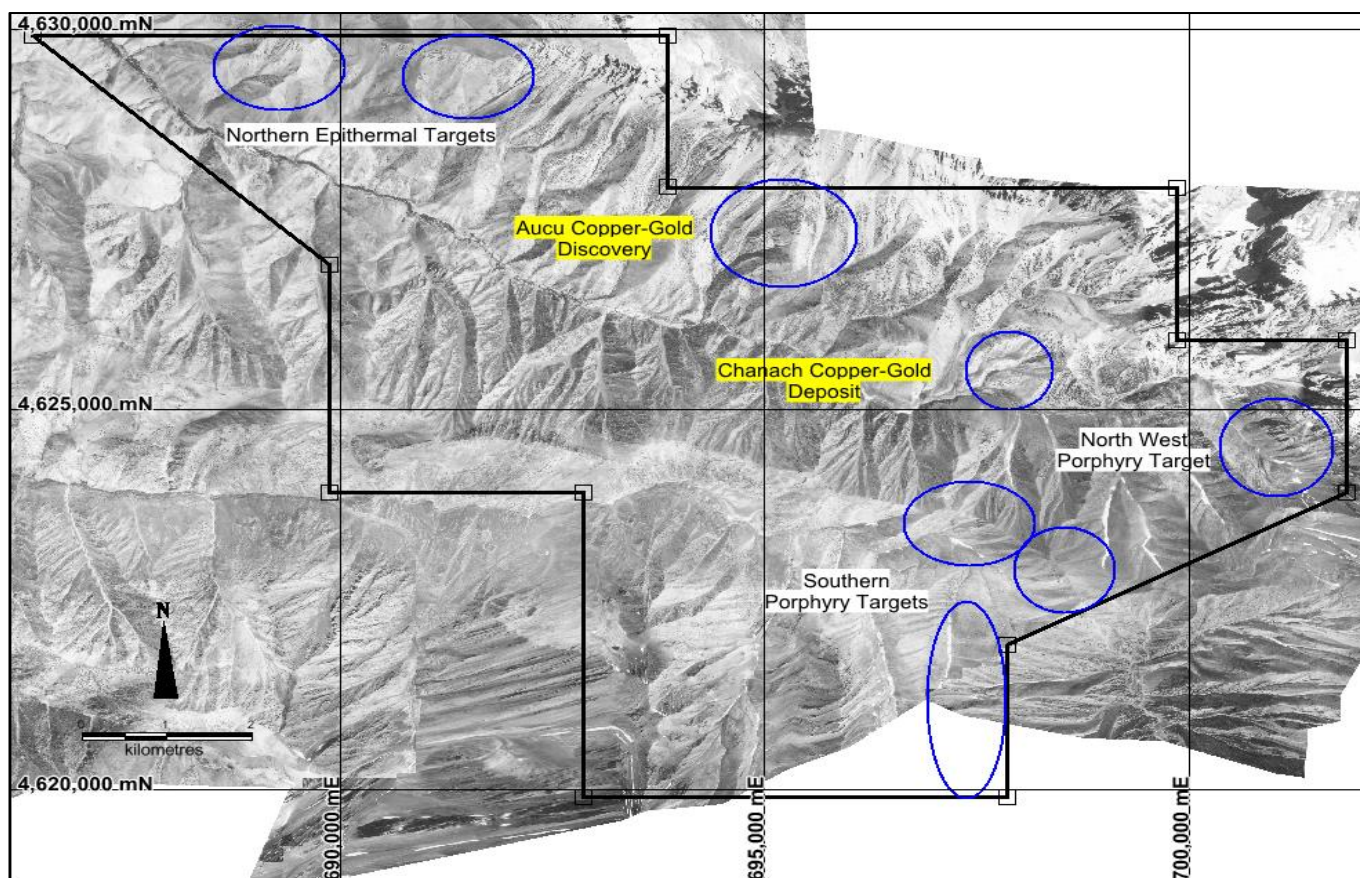 4,630,000 mN
Northern Epithermal Targets
Aucu Copper-Gold
Discovery
Chanach Copper-Gold
Deposit
4,625,000 mN
North West
Porphyry Target
Southern
Porphyry Targets
N
0 1 2
kilometres
4,620,000 mN
690,000 mE
695,000 mE
700,000 mE